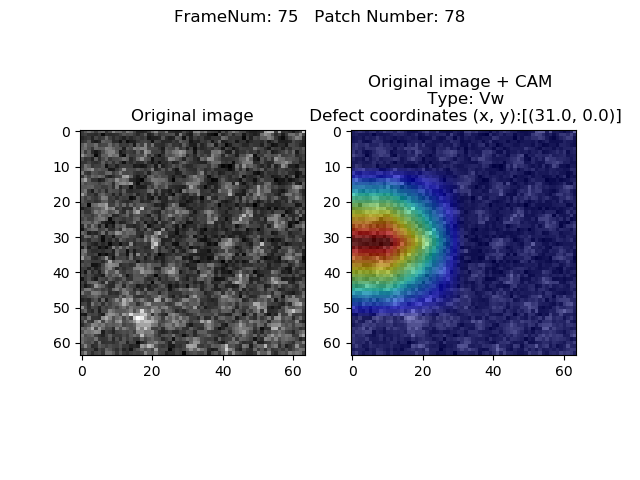 FrameNum: 75   Patch Number: 78
Original image
Original image + CAM
Type: Vw
Defect coordinates (x, y):[(31.0, 0.0)]
0
10
20
30
40
50
60
0 20 40 60
0
10
20
30
40
50
60
0 20 40 60